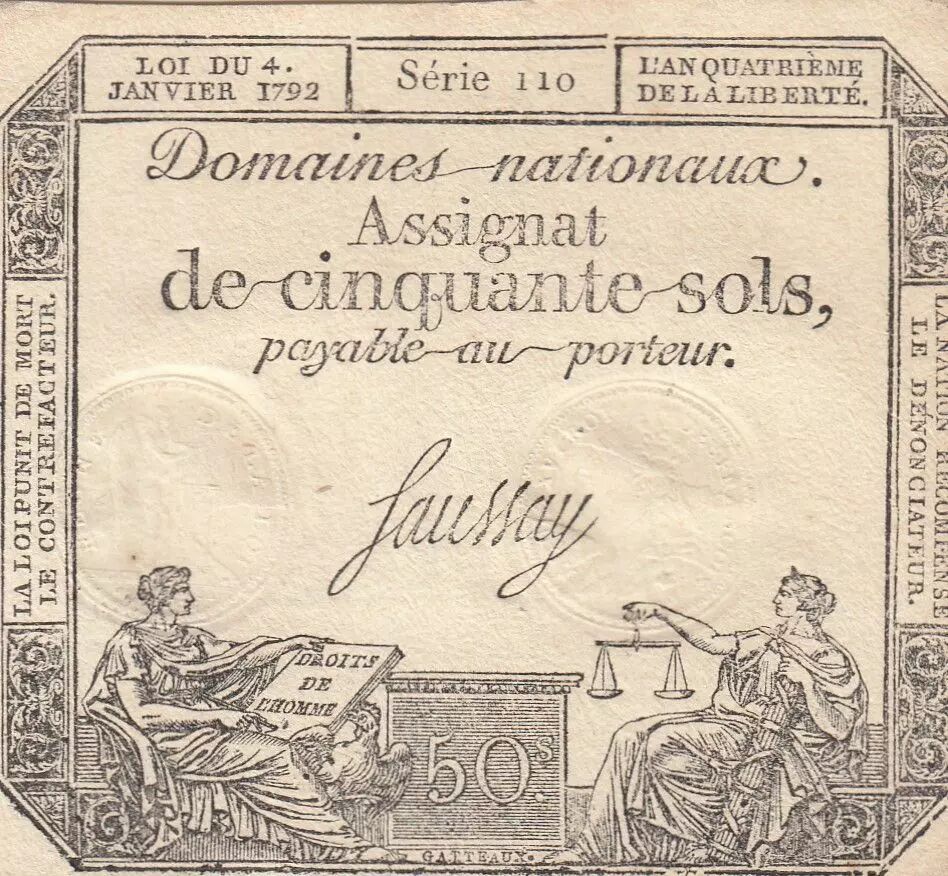 LOI DU 4.
JANVIER 1792
Série 110
L'AN QUATRIÈME
DE LA LIBERTÉ.
Domaines nationaux.
Assignat
de cinquante sols,
payable au porteur.
LA LOI PUNIT DE MORT
LE CONTREFACTEUR.
LA NATION RÉCOMPENSE
LE DÉNONCIATEUR.
Saussay
DROITS
DE
L'HOMME
50s.
GATTEAUX.